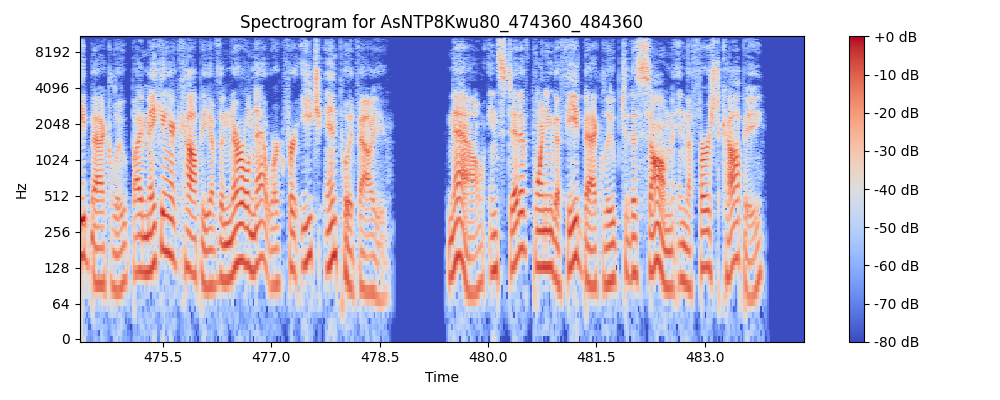 Spectrogram for AsNTP8Kwu80_474360_484360
8192
4096
2048
1024
512
256
128
64
0
Hz
475.5
477.0
478.5
480.0
481.5
483.0
Time
+0 dB
-10 dB
-20 dB
-30 dB
-40 dB
-50 dB
-60 dB
-70 dB
-80 dB